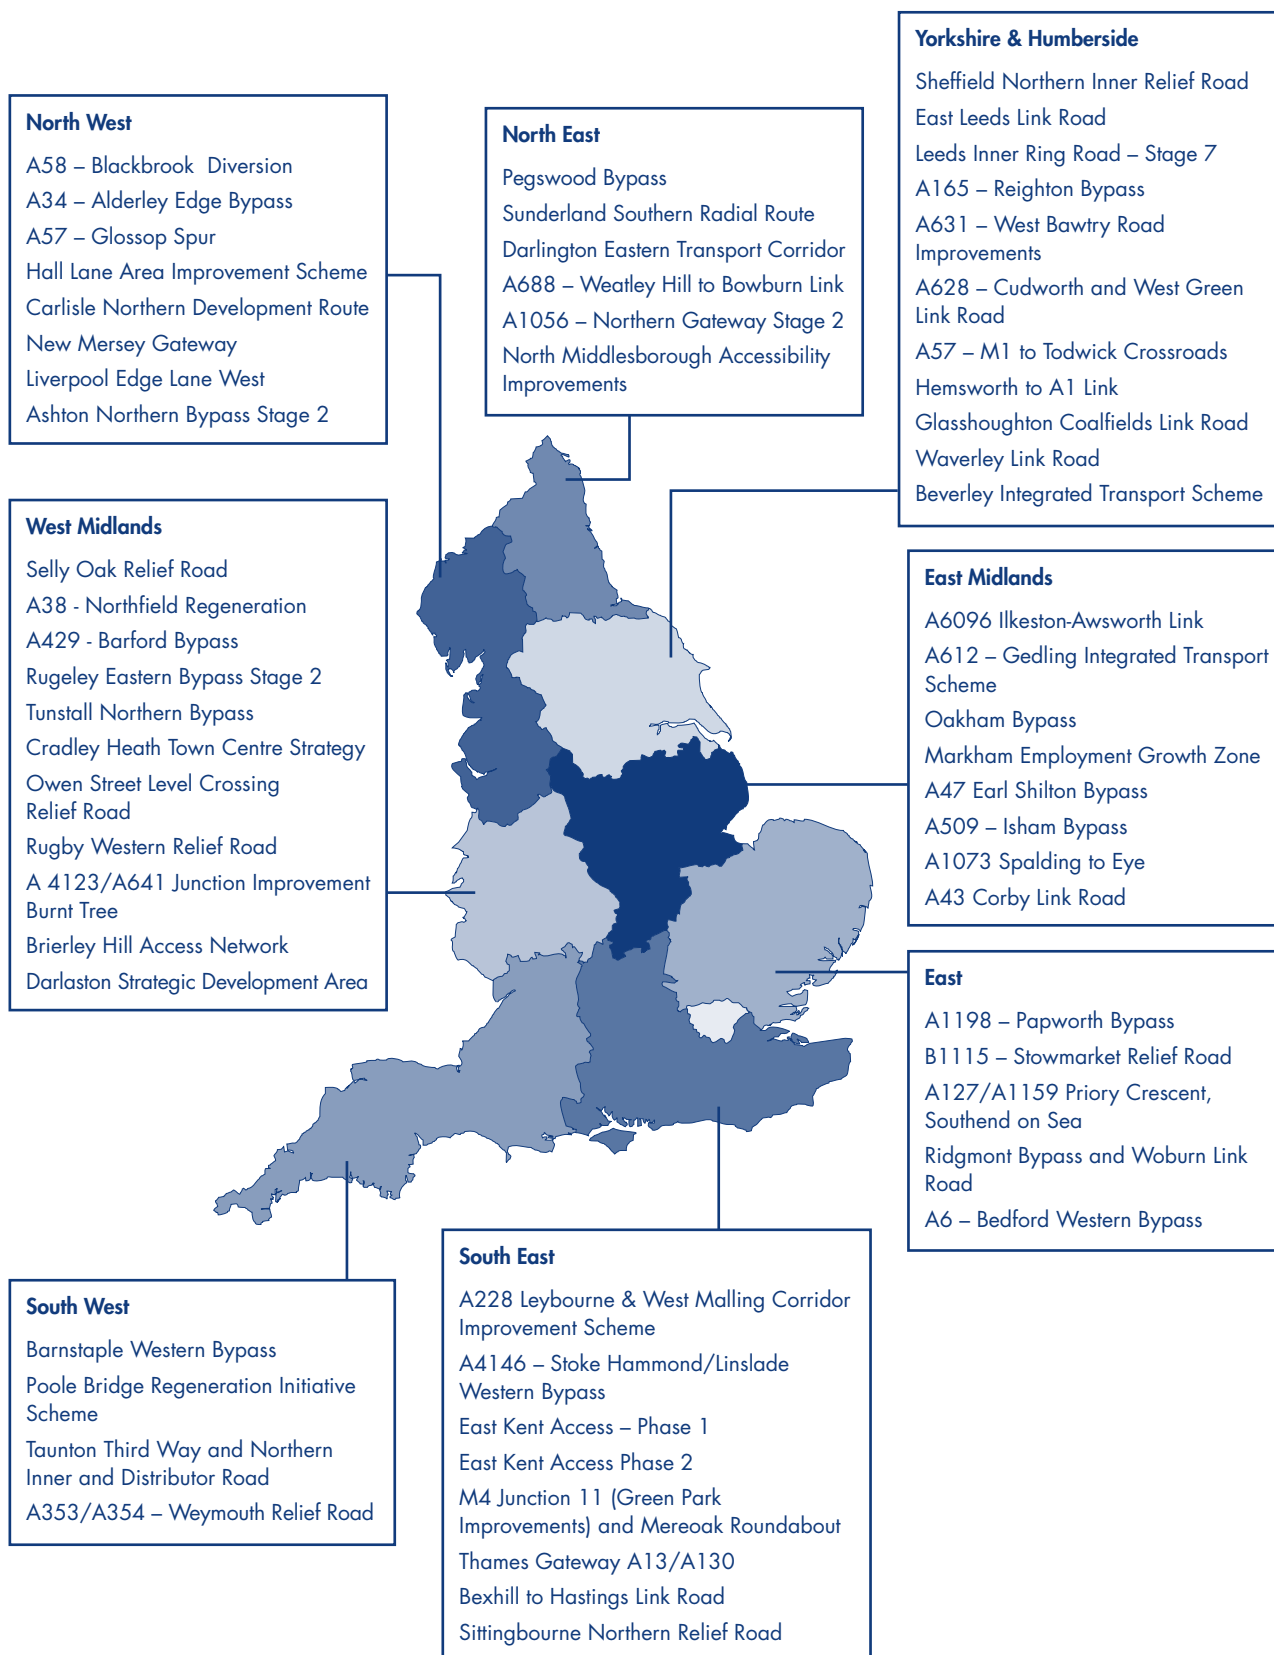 Yorkshire & Humberside
Sheffield Northern Inner Relief Road
East Leeds Link Road
Leeds Inner Ring Road – Stage 7
A165 – Reighton Bypass
A631 – West Bawtry Road
Improvements
A628 – Cudworth and West Green
Link Road
A57 – M1 to Todwick Crossroads
Hemsworth to A1 Link
Glasshoughton Coalfields Link Road
Waverley Link Road
Beverley Integrated Transport Scheme
North West
A58 – Blackbrook Diversion
A34 – Alderley Edge Bypass
A57 – Glossop Spur
Hall Lane Area Improvement Scheme
Carlisle Northern Development Route
New Mersey Gateway
Liverpool Edge Lane West
Ashton Northern Bypass Stage 2
North East
Pegswood Bypass
Sunderland Southern Radial Route
Darlington Eastern Transport Corridor
A688 – Weatley Hill to Bowburn Link
A1056 – Northern Gateway Stage 2
North Middlesborough Accessibility
Improvements
West Midlands
Selly Oak Relief Road
A38 - Northfield Regeneration
A429 - Barford Bypass
Rugeley Eastern Bypass Stage 2
Tunstall Northern Bypass
Cradley Heath Town Centre Strategy
Owen Street Level Crossing
Relief Road
Rugby Western Relief Road
A 4123/A641 Junction Improvement
Burnt Tree
Brierley Hill Access Network
Darlaston Strategic Development Area
East Midlands
A6096 Ilkeston-Awsworth Link
A612 – Gedling Integrated Transport
Scheme
Oakham Bypass
Markham Employment Growth Zone
A47 Earl Shilton Bypass
A509 – Isham Bypass
A1073 Spalding to Eye
A43 Corby Link Road
East
A1198 – Papworth Bypass
B1115 – Stowmarket Relief Road
A127/A1159 Priory Crescent,
Southend on Sea
Ridgmont Bypass and Woburn Link
Road
A6 – Bedford Western Bypass
South West
Barnstaple Western Bypass
Poole Bridge Regeneration Initiative
Scheme
Taunton Third Way and Northern
Inner and Distributor Road
A353/A354 – Weymouth Relief Road
South East
A228 Leybourne & West Malling Corridor
Improvement Scheme
A4146 – Stoke Hammond/Linslade
Western Bypass
East Kent Access – Phase 1
East Kent Access Phase 2
M4 Junction 11 (Green Park
Improvements) and Mereoak Roundabout
Thames Gateway A13/A130
Bexhill to Hastings Link Road
Sittingbourne Northern Relief Road